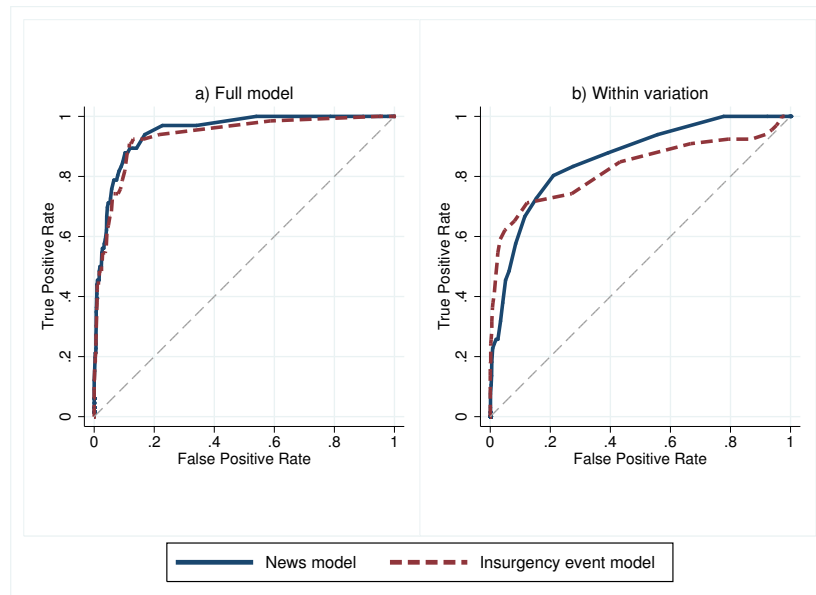 a) Full model
True Positive Rate
0 .2 .4 .6 .8 1
0 .2 .4 .6 .8 1
False Positive Rate
b) Within variation
True Positive Rate
0 .2 .4 .6 .8 1
0 .2 .4 .6 .8 1
False Positive Rate
News model
Insurgency event model